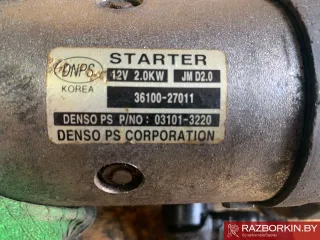 STARTER
DNPS
12V 2.0KW JM D2.0
KOREA
36100-27011
DENSO PS P/NO: 03101-3220
DENSO PS CORPORATION
RAZBORKIN.BY